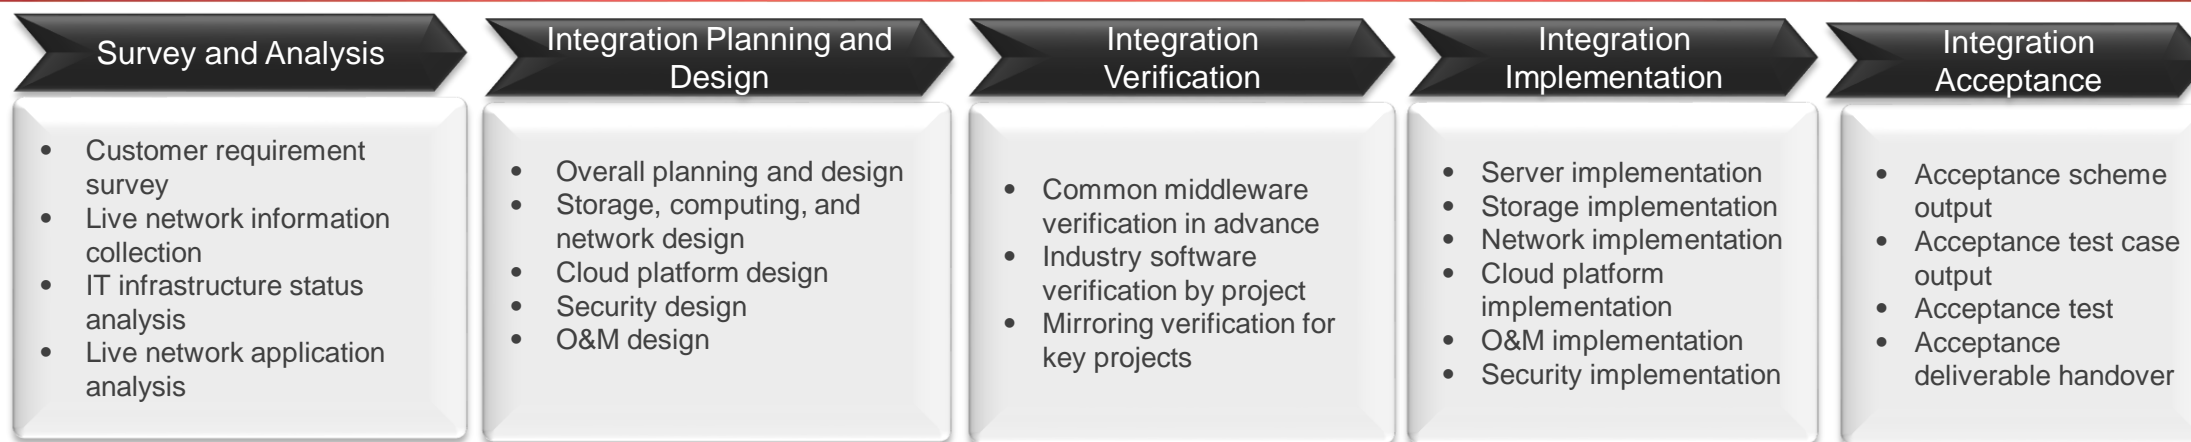 Survey and Analysis
• Customer requirement
survey
• Live network information
collection
• IT infrastructure status
analysis
• Live network application
analysis
Integration Planning and
Design
• Overall planning and design
• Storage, computing, and
network design
• Cloud platform design
• Security design
• O&M design
Integration
Verification
• Common middleware
verification in advance
• Industry software
verification by project
• Mirroring verification for
key projects
Integration
Implementation
• Server implementation
• Storage implementation
• Network implementation
• Cloud platform
implementation
• O&M implementation
• Security implementation
Integration
Acceptance
• Acceptance scheme
output
• Acceptance test case
output
• Acceptance test
• Acceptance
deliverable handover